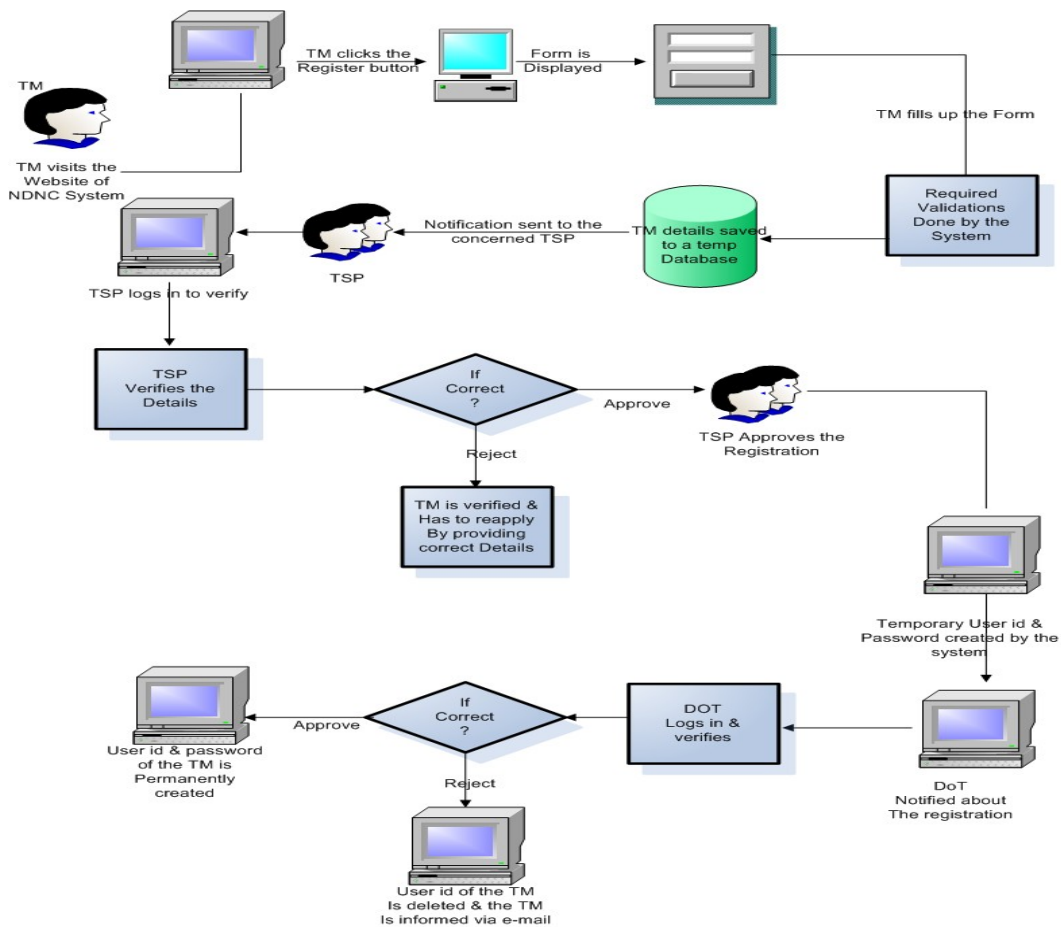 TM
TM visits the
Website of
NDNC System
TM clicks the
Register button
Form is
Displayed
TM fills up the Form
Required
Validations
Done by the
System
TM details saved
to a temp
Database
Notification sent to the
concerned TSP
TSP
TSP logs in to verify
TSP
Verifies the
Details
If
Correct
?
Approve
Reject
TSP Approves the
Registration
TM is verified &
Has to reapply
By providing
correct Details
Temporary User id &
Password created by the
system
DoT
Notified about
The registration
DOT
Logs in &
verifies
If
Correct
?
Approve
User id & password
of the TM is
Permanently
created
Reject
User id of the TM
Is deleted & the TM
Is informed via e-mail